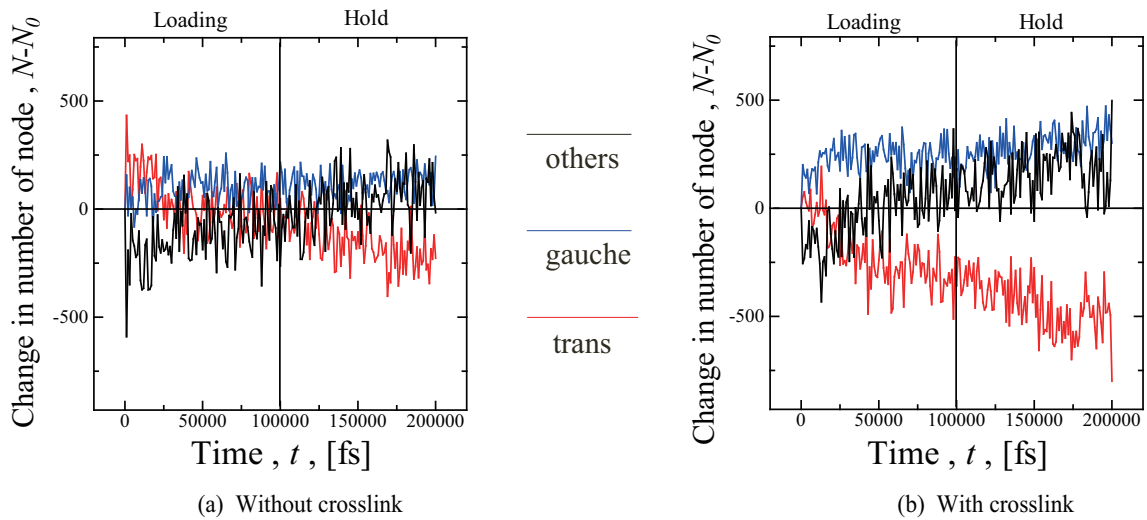 Loading Hold
Change in number of node , N-N0
500
0
-500
0 50000 100000 150000 200000
Time , t , [fs]
(a) Without crosslink
others
gauche
trans
Loading Hold
Change in number of node , N-N0
500
0
-500
0 50000 100000 150000 200000
Time , t , [fs]
(b) With crosslink